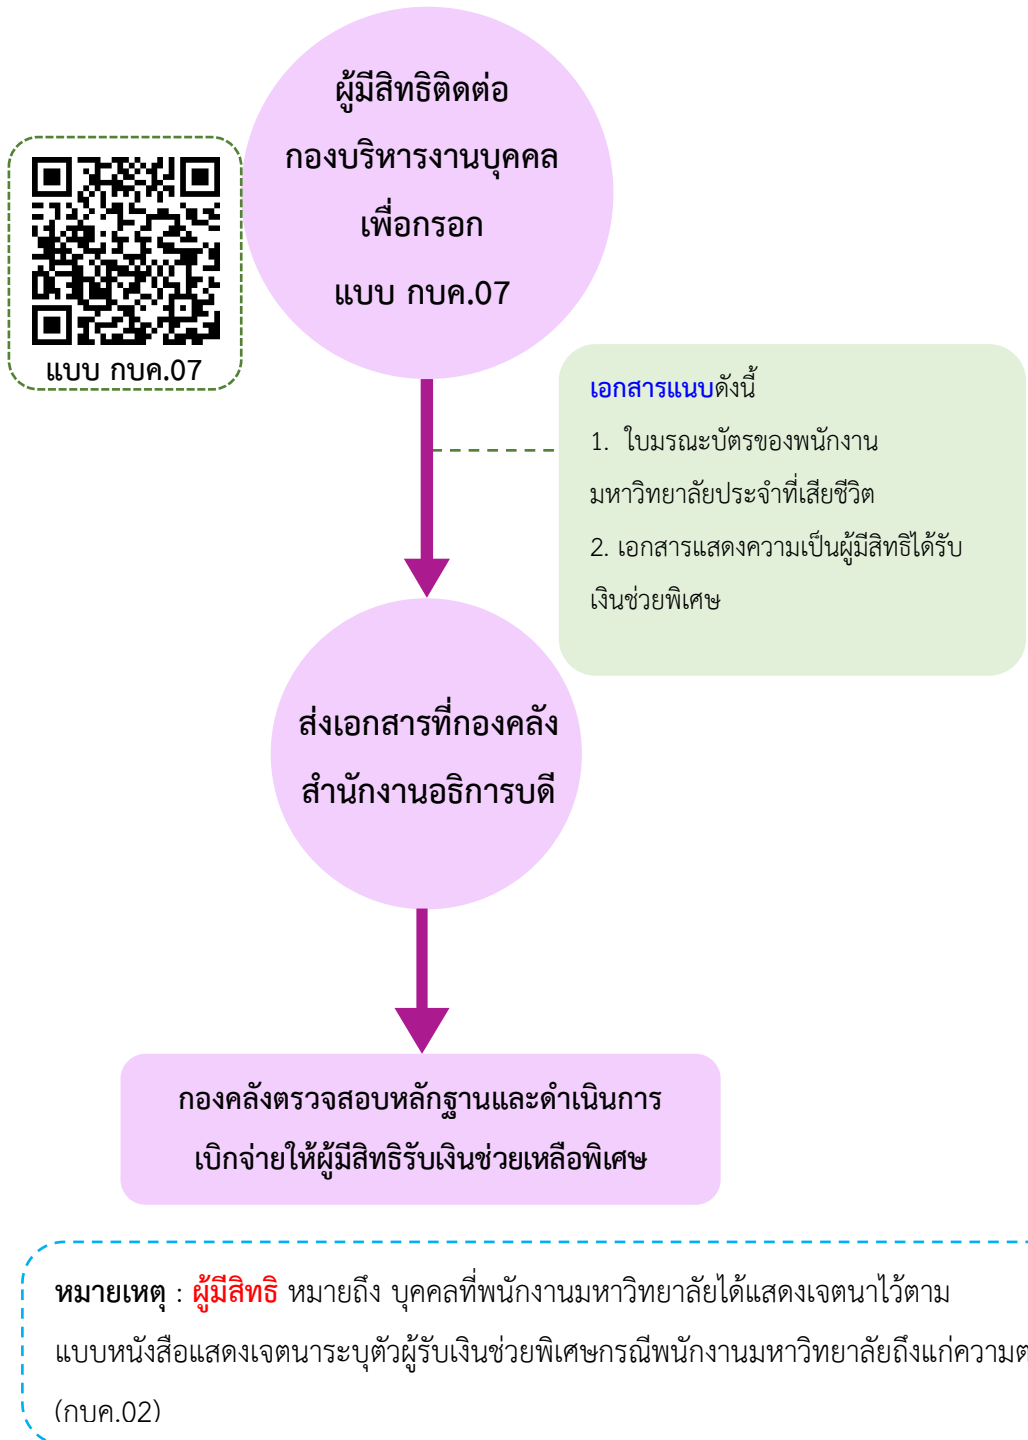 ผู้มีสิทธิติดต่อ
กองบริหารงานบุคคล
เพื่อกรอก
แบบ กบค.07
แบบ กบค.07
เอกสารแนบดังนี้
1. ใบมรณะบัตรของพนักงาน
มหาวิทยาลัยประจำที่เสียชีวิต
2. เอกสารแสดงความเป็นผู้มีสิทธิได้รับ
เงินช่วยพิเศษ
ส่งเอกสารที่กองคลัง
สำนักงานอธิการบดี
กองคลังตรวจสอบหลักฐานและดำเนินการ
เบิกจ่ายให้ผู้มีสิทธิรับเงินช่วยเหลือพิเศษ
หมายเหตุ : ผู้มีสิทธิ หมายถึง บุคคลที่พนักงานมหาวิทยาลัยได้แสดงเจตนาไว้ตาม
แบบหนังสือแสดงเจตนาระบุตัวผู้รับเงินช่วยพิเศษกรณีพนักงานมหาวิทยาลัยถึงแก่ความต
(กบค.02)